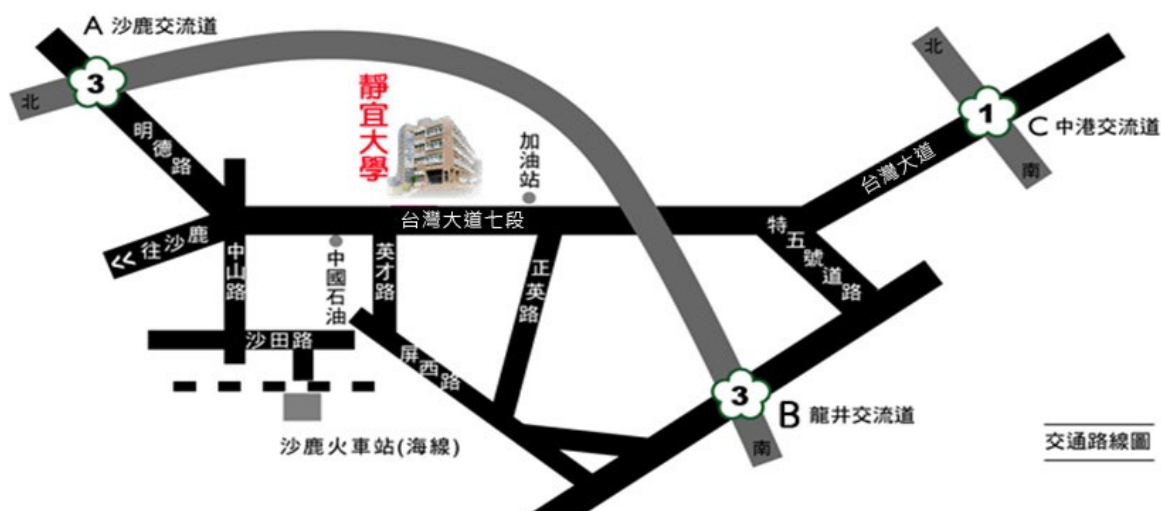 A 沙鹿交流道
3
北
明德路
靜宜大學
加油站
北
1
C 中港交流道
南
台灣大道
台灣大道七段
<<往沙鹿
中山路
中國石油
英才路
正英路
特五號道路
沙田路
屏西路
3
B 龍井交流道
南
沙鹿火車站(海線)
交通路線圖